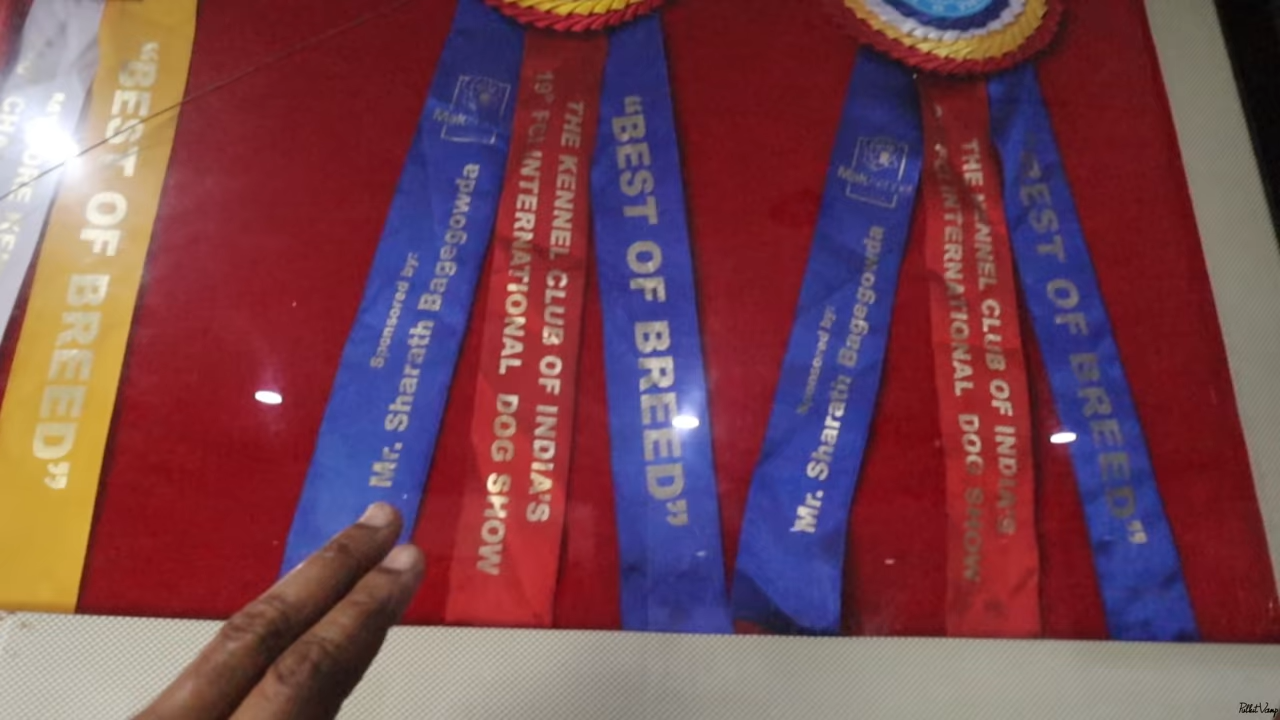 "BEST OF BREED"
Sponsored by:
Mr. Sharath Bagegowda
THE KENNEL CLUB OF INDIA'S
INTERNATIONAL DOG SHOW
"BEST OF BREED"
Sponsored by:
Mr. Sharath Bagegowda
THE KENNEL CLUB OF INDIA'S
INTERNATIONAL DOG SHOW
"BEST OF BREED"